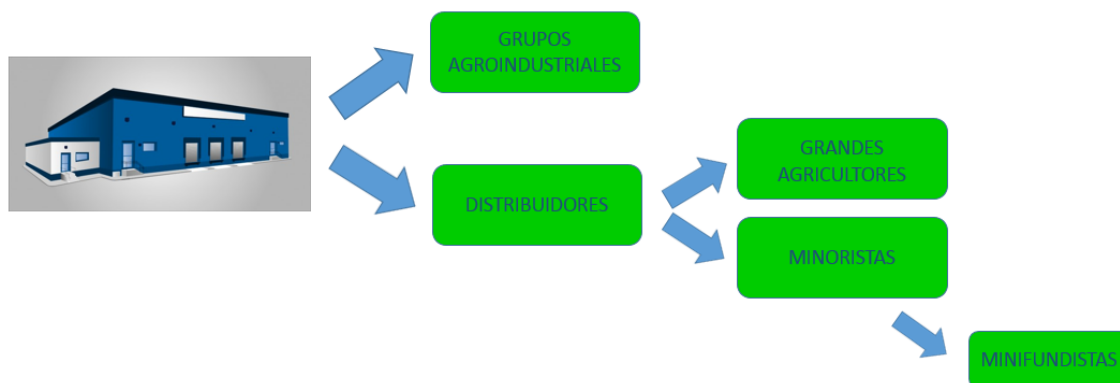 GRUPOS
AGROINDUSTRIALES
DISTRIBUIDORES
GRANDES
AGRICULTORES
MINORISTAS
MINIFUNDISTAS